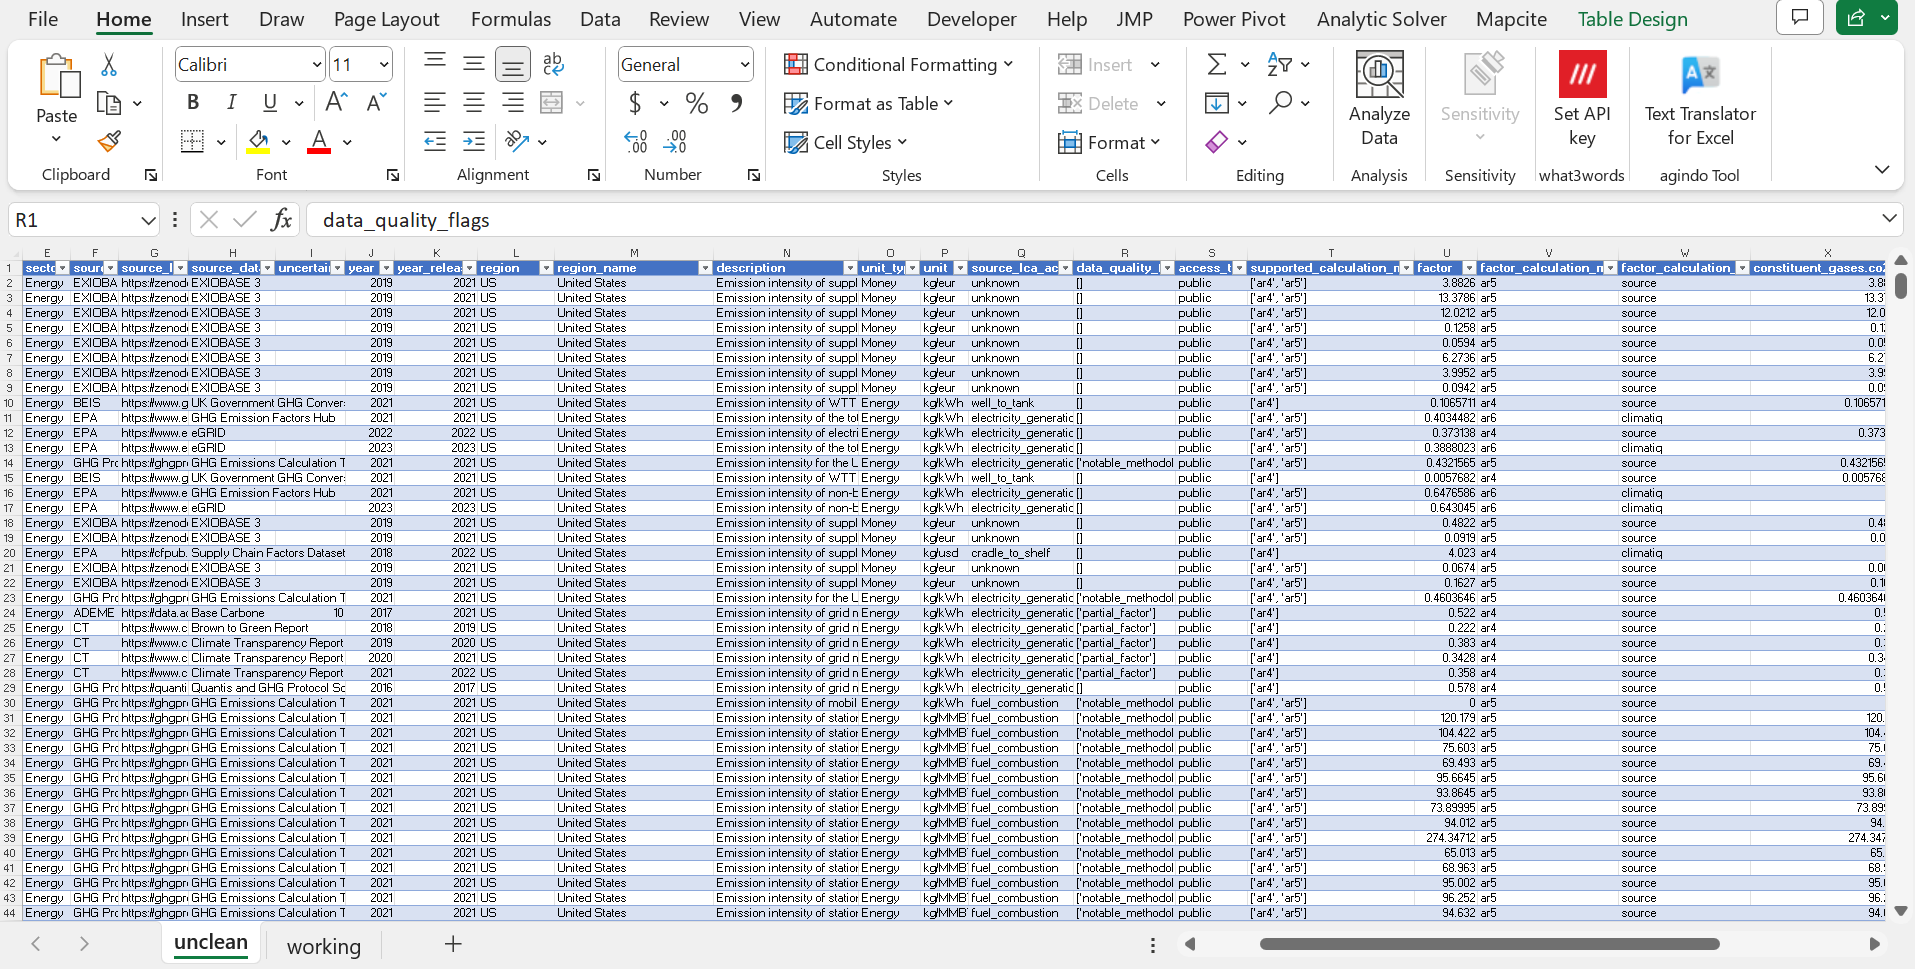 File Home Insert Draw Page Layout Formulas Data Review View Automate Developer Help JMP Power Pivot Analytic Solver Mapcite Table Design
Paste
Clipboard
Calibri 11
B I U A A
A
Font
ab
Alignment
General
$ % 9
Number
Conditional Formatting
Format as Table
Cell Styles
Styles
Insert
Delete
Format
Cells
Editing
Analyze
Data
Analysis
Sensitivity
Sensitivity
Set API
key
what3words
Text Translator
for Excel
agindo Tool
R1 fx data_quality_flags
E F G H I J K L M N O P Q R S T U V W X
1 secto sour source_l source_dat uncertai year year_relea region region_name description unit_ty unit source_lca_ac data_quality_ access_t supported_calculation_m factor factor_calculation_m factor_calculation_ constituent_gases.co2
2 Energy EXIOBA https://zenod EXIOBASE 3 2019 2021 US United States Emission intensity of suppl Money kg/eur unknown [] public ['ar4', 'ar5'] 3.8826 ar5 source
3 Energy EXIOBA https://zenod EXIOBASE 3 2019 2021 US United States Emission intensity of suppl Money kg/eur unknown [] public ['ar4', 'ar5'] 13.3786 ar5 source
4 Energy EXIOBA https://zenod EXIOBASE 3 2019 2021 US United States Emission intensity of suppl Money kg/eur unknown [] public ['ar4', 'ar5'] 12.0212 ar5 source 12.0
5 Energy EXIOBA https://zenod EXIOBASE 3 2019 2021 US United States Emission intensity of suppl Money kg/eur unknown [] public ['ar4', 'ar5'] 0.1258 ar5 source
6 Energy EXIOBA https://zenod EXIOBASE 3 2019 2021 US United States Emission intensity of suppl Money kg/eur unknown [] public ['ar4', 'ar5'] 0.0594 ar5 source
7 Energy EXIOBA https://zenod EXIOBASE 3 2019 2021 US United States Emission intensity of suppl Money kg/eur unknown [] public ['ar4', 'ar5'] 6.2736 ar5 source
8 Energy EXIOBA https://zenod EXIOBASE 3 2019 2021 US United States Emission intensity of suppl Money kg/eur unknown [] public ['ar4', 'ar5'] 3.9952 ar5 source
9 Energy EXIOBA https://zenod EXIOBASE 3 2019 2021 US United States Emission intensity of suppl Money kg/eur unknown [] public ['ar4', 'ar5'] 0.0942 ar5 source
10 Energy BEIS https://www.g UK Government GHG Conver 2021 2021 US United States Emission intensity of WTT Energy kg/kWh well_to_tank [] public ['ar4'] 0.1065711 ar4 source 0.106571
11 Energy EPA https://www.e GHG Emission Factors Hub 2021 2021 US United States Emission intensity of the to Energy kg/kWh electricity_generatic [] public ['ar4', 'ar5'] 0.4034482 ar6 climatiq
12 Energy EPA https://www.e eGRID 2022 2022 US United States Emission intensity of electri Energy kg/kWh electricity_generatic [] public ['ar4', 'ar5'] 0.373138 ar4 source 0.373
13 Energy EPA https://www.e eGRID 2023 2023 US United States Emission intensity of the to Energy kg/kWh electricity_generatic [] public ['ar4', 'ar5'] 0.3888023 ar6 climatiq
14 Energy GHG Pro https://ghgpr GHG Emissions Calculation T 2021 2021 US United States Emission intensity for the U Energy kg/kWh electricity_generatic ['notable_methodol public ['ar4', 'ar5'] 0.4321565 ar5 source 0.432156
15 Energy BEIS https://www.g UK Government GHG Conver 2021 2021 US United States Emission intensity of WTT Energy kg/kWh well_to_tank [] public ['ar4'] 0.0057682 ar4 source 0.005768
16 Energy EPA https://www.e GHG Emission Factors Hub 2021 2021 US United States Emission intensity of non-b Energy kg/kWh electricity_generatic [] public ['ar4', 'ar5'] 0.6476586 ar6 climatiq
17 Energy EPA https://www.e eGRID 2023 2023 US United States Emission intensity of non-b Energy kg/kWh electricity_generatic [] public ['ar4', 'ar5'] 0.643045 ar6 climatiq
18 Energy EXIOBA https://zenod EXIOBASE 3 2019 2021 US United States Emission intensity of suppl Money kg/eur unknown [] public ['ar4', 'ar5'] 0.4822 ar5 source
19 Energy EXIOBA https://zenod EXIOBASE 3 2019 2021 US United States Emission intensity of suppl Money kg/eur unknown [] public ['ar4', 'ar5'] 0.0919 ar5 source 0.0
20 Energy EPA https://cfpub. Supply Chain Factors Dataset 2018 2022 US United States Emission intensity of suppl Money kg/usd cradle_to_shelf [] public ['ar4'] 4.023 ar4 climatiq
21 Energy EXIOBA https://zenod EXIOBASE 3 2019 2021 US United States Emission intensity of suppl Money kg/eur unknown [] public ['ar4', 'ar5'] 0.0674 ar5 source
22 Energy EXIOBA https://zenod EXIOBASE 3 2019 2021 US United States Emission intensity of suppl Money kg/eur unknown [] public ['ar4', 'ar5'] 0.1627 ar5 source
23 Energy GHG Pro https://ghgpr GHG Emissions Calculation T 2021 2021 US United States Emission intensity for the U Energy kg/kWh electricity_generatic ['notable_methodol public ['ar4', 'ar5'] 0.4603646 ar5 source 0.460364
24 Energy ADEME https://data.ac Base Carbone 10 2017 2021 US United States Emission intensity of grid n Energy kg/kWh electricity_generatic ['partial_factor'] public ['ar4'] 0.522 ar4 source
25 Energy CT https://www.c Brown to Green Report 2018 2019 US United States Emission intensity of grid n Energy kg/kWh electricity_generatic ['partial_factor'] public ['ar4'] 0.222 ar4 source
26 Energy CT https://www.c Climate Transparency Report 2019 2020 US United States Emission intensity of grid n Energy kg/kWh electricity_generatic ['partial_factor'] public ['ar4'] 0.383 ar4 source
27 Energy CT https://www.c Climate Transparency Report 2020 2021 US United States Emission intensity of grid n Energy kg/kWh electricity_generatic ['partial_factor'] public ['ar4'] 0.3428 ar4 source
28 Energy CT https://www.c Climate Transparency Report 2021 2022 US United States Emission intensity of grid n Energy kg/kWh electricity_generatic ['partial_factor'] public ['ar4'] 0.358 ar4 source
29 Energy GHG Pro https://quanti Quantis and GHG Protocol Sc 2016 2017 US United States Emission intensity of grid n Energy kg/kWh electricity_generatic [] public ['ar4'] 0.578 ar4 source
30 Energy GHG Pro https://ghgpr GHG Emissions Calculation T 2021 2021 US United States Emission intensity of mobil Energy kg/kWh fuel_combustion ['notable_methodol public ['ar4', 'ar5'] 0 ar5 source
31 Energy GHG Pro https://ghgpr GHG Emissions Calculation T 2021 2021 US United States Emission intensity of statior Energy kg/MMB fuel_combustion ['notable_methodol public ['ar4', 'ar5'] 120.179 ar5 source 120.
32 Energy GHG Pro https://ghgpr GHG Emissions Calculation T 2021 2021 US United States Emission intensity of statior Energy kg/MMB fuel_combustion ['notable_methodol public ['ar4', 'ar5'] 104.422 ar5 source 104.
33 Energy GHG Pro https://ghgpr GHG Emissions Calculation T 2021 2021 US United States Emission intensity of statior Energy kg/MMB fuel_combustion ['notable_methodol public ['ar4', 'ar5'] 75.603 ar5 source 75.
34 Energy GHG Pro https://ghgpr GHG Emissions Calculation T 2021 2021 US United States Emission intensity of statior Energy kg/MMB fuel_combustion ['notable_methodol public ['ar4', 'ar5'] 69.493 ar5 source 69.
35 Energy GHG Pro https://ghgpr GHG Emissions Calculation T 2021 2021 US United States Emission intensity of statior Energy kg/MMB fuel_combustion ['notable_methodol public ['ar4', 'ar5'] 95.6645 ar5 source 95.6
36 Energy GHG Pro https://ghgpr GHG Emissions Calculation T 2021 2021 US United States Emission intensity of statior Energy kg/MMB fuel_combustion ['notable_methodol public ['ar4', 'ar5'] 93.8645 ar5 source 93.8
37 Energy GHG Pro https://ghgpr GHG Emissions Calculation T 2021 2021 US United States Emission intensity of statior Energy kg/MMB fuel_combustion ['notable_methodol public ['ar4', 'ar5'] 73.89995 ar5 source 73.89
38 Energy GHG Pro https://ghgpr GHG Emissions Calculation T 2021 2021 US United States Emission intensity of statior Energy kg/MMB fuel_combustion ['notable_methodol public ['ar4', 'ar5'] 94.012 ar5 source 94.
39 Energy GHG Pro https://ghgpr GHG Emissions Calculation T 2021 2021 US United States Emission intensity of statior Energy kg/MMB fuel_combustion ['notable_methodol public ['ar4', 'ar5'] 274.34712 ar5 source 274.347
40 Energy GHG Pro https://ghgpr GHG Emissions Calculation T 2021 2021 US United States Emission intensity of statior Energy kg/MMB fuel_combustion ['notable_methodol public ['ar4', 'ar5'] 65.013 ar5 source 65.
41 Energy GHG Pro https://ghgpr GHG Emissions Calculation T 2021 2021 US United States Emission intensity of statior Energy kg/MMB fuel_combustion ['notable_methodol public ['ar4', 'ar5'] 68.963 ar5 source 68.
42 Energy GHG Pro https://ghgpr GHG Emissions Calculation T 2021 2021 US United States Emission intensity of statior Energy kg/MMB fuel_combustion ['notable_methodol public ['ar4', 'ar5'] 95.002 ar5 source 95.
43 Energy GHG Pro https://ghgpr GHG Emissions Calculation T 2021 2021 US United States Emission intensity of statior Energy kg/MMB fuel_combustion ['notable_methodol public ['ar4', 'ar5'] 96.252 ar5 source 96.
44 Energy GHG Pro https://ghgpr GHG Emissions Calculation T 2021 2021 US United States Emission intensity of statior Energy kg/MMB fuel_combustion ['notable_methodol public ['ar4', 'ar5'] 94.632 ar5 source 94.
unclean working